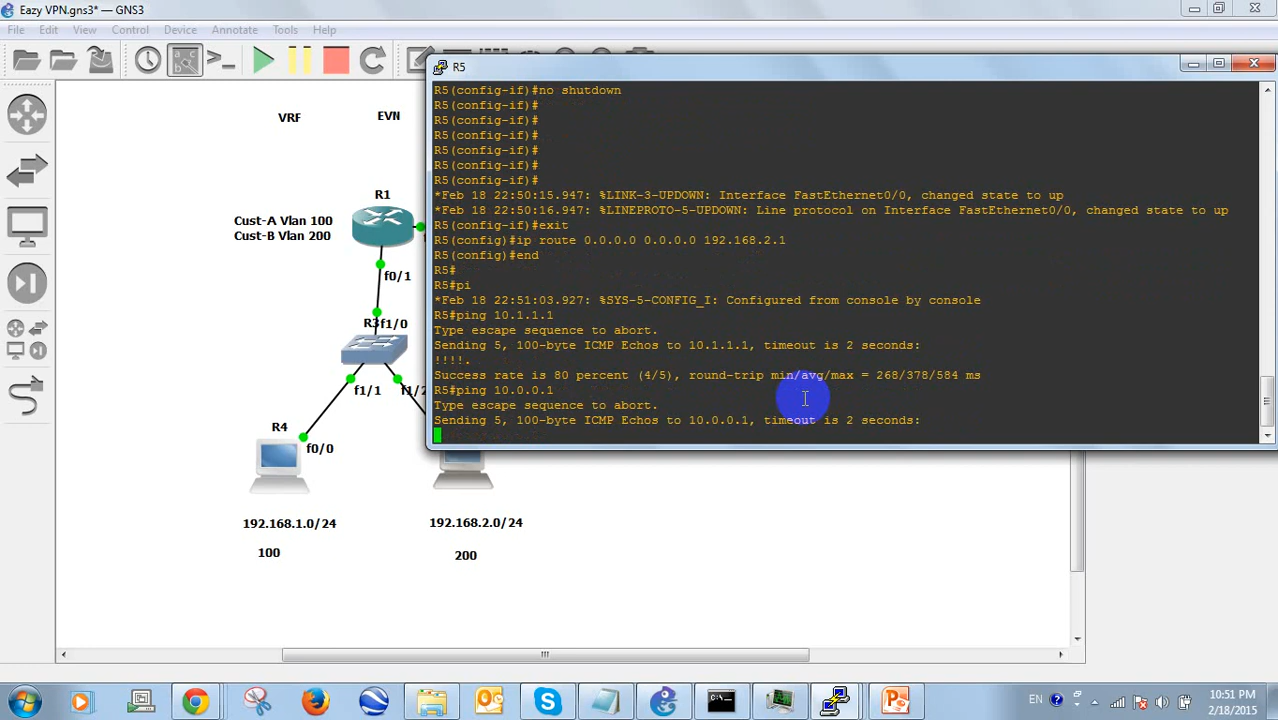 Eazy VPN.gns3* — GNS3
File Edit View Control Device Annotate Tools Help
R5
R5(config-if)#no shutdown
R5(config-if)#
R5(config-if)#
R5(config-if)#
R5(config-if)#
R5(config-if)#
R5(config-if)#
*Feb 18 22:50:15.947: %LINK-3-UPDOWN: Interface FastEthernet0/0, changed state to up
*Feb 18 22:50:16.947: %LINEPROTO-5-UPDOWN: Line protocol on Interface FastEthernet0/0, changed state to up
R5(config-if)#exit
R5(config)#ip route 0.0.0.0 0.0.0.0 192.168.2.1
R5(config)#end
R5#
R5#pi
*Feb 18 22:51:03.927: %SYS-5-CONFIG_I: Configured from console by console
R5#ping 10.1.1.1
Type escape sequence to abort.
Sending 5, 100-byte ICMP Echos to 10.1.1.1, timeout is 2 seconds:
!!!!.
Success rate is 80 percent (4/5), round-trip min/avg/max = 268/378/584 ms
R5#ping 10.0.0.1
Type escape sequence to abort.
Sending 5, 100-byte ICMP Echos to 10.0.0.1, timeout is 2 seconds:
VRF
EVN
R1
Cust-A Vlan 100
Cust-B Vlan 200
f0/1
R3 f1/0
f1/1
f1/2
R4
f0/0
192.168.1.0/24
192.168.2.0/24
100
200
EN
10:51 PM
2/18/2015